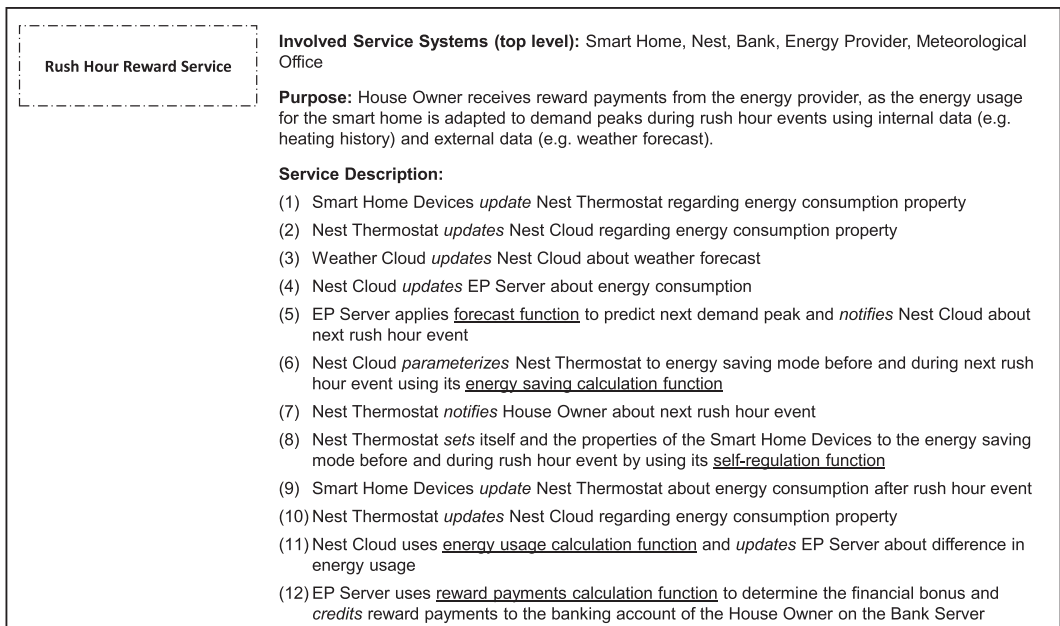 Rush Hour Reward Service
Involved Service Systems (top level): Smart Home, Nest, Bank, Energy Provider, Meteorological
Office
Purpose: House Owner receives reward payments from the energy provider, as the energy usage
for the smart home is adapted to demand peaks during rush hour events using internal data (e.g.
heating history) and external data (e.g. weather forecast).
Service Description:
(1) Smart Home Devices update Nest Thermostat regarding energy consumption property
(2) Nest Thermostat updates Nest Cloud regarding energy consumption property
(3) Weather Cloud updates Nest Cloud about weather forecast
(4) Nest Cloud updates EP Server about energy consumption
(5) EP Server applies forecast function to predict next demand peak and notifies Nest Cloud about
next rush hour event
(6) Nest Cloud parameterizes Nest Thermostat to energy saving mode before and during next rush
hour event using its energy saving calculation function
(7) Nest Thermostat notifies House Owner about next rush hour event
(8) Nest Thermostat sets itself and the properties of the Smart Home Devices to the energy saving
mode before and during rush hour event by using its self-regulation function
(9) Smart Home Devices update Nest Thermostat about energy consumption after rush hour event
(10) Nest Thermostat updates Nest Cloud regarding energy consumption property
(11) Nest Cloud uses energy usage calculation function and updates EP Server about difference in
energy usage
(12) EP Server uses reward payments calculation function to determine the financial bonus and
credits reward payments to the banking account of the House Owner on the Bank Server